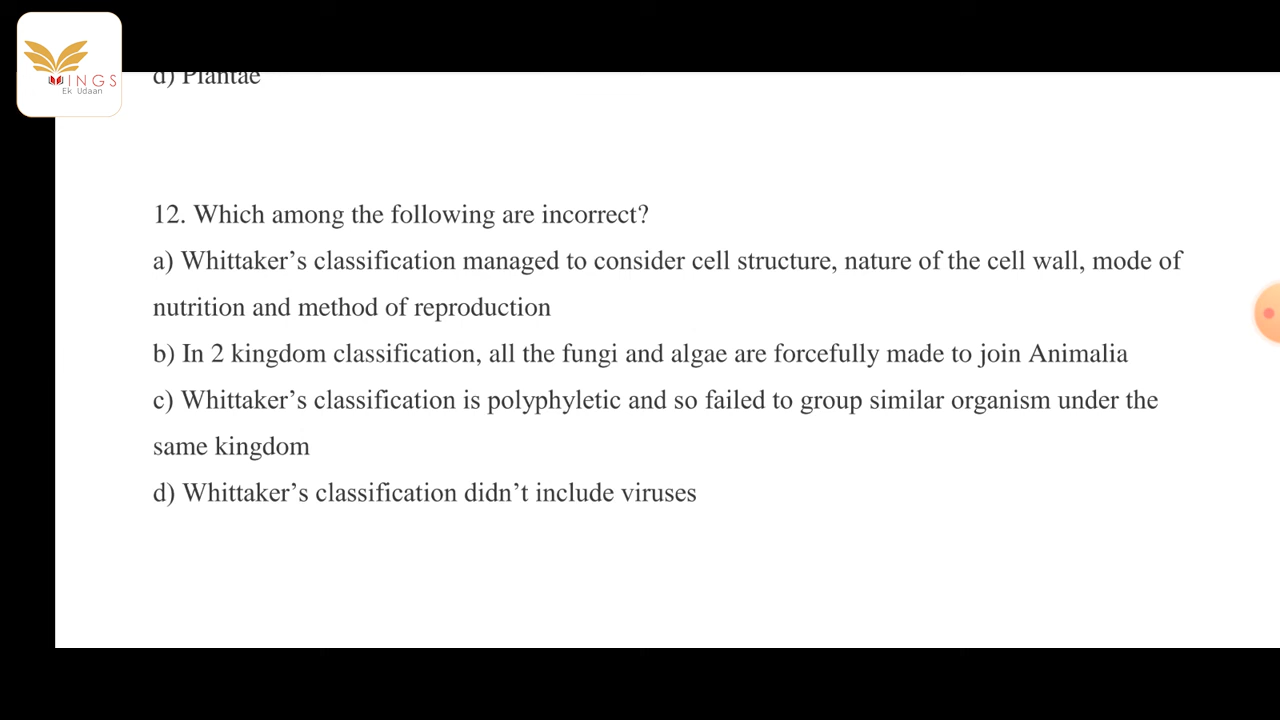 WINGS
Ek Udaan
d) Plantae
12. Which among the following are incorrect?
a) Whittaker’s classification managed to consider cell structure, nature of the cell wall, mode of
nutrition and method of reproduction
b) In 2 kingdom classification, all the fungi and algae are forcefully made to join Animalia
c) Whittaker’s classification is polyphyletic and so failed to group similar organism under the
same kingdom
d) Whittaker’s classification didn’t include viruses